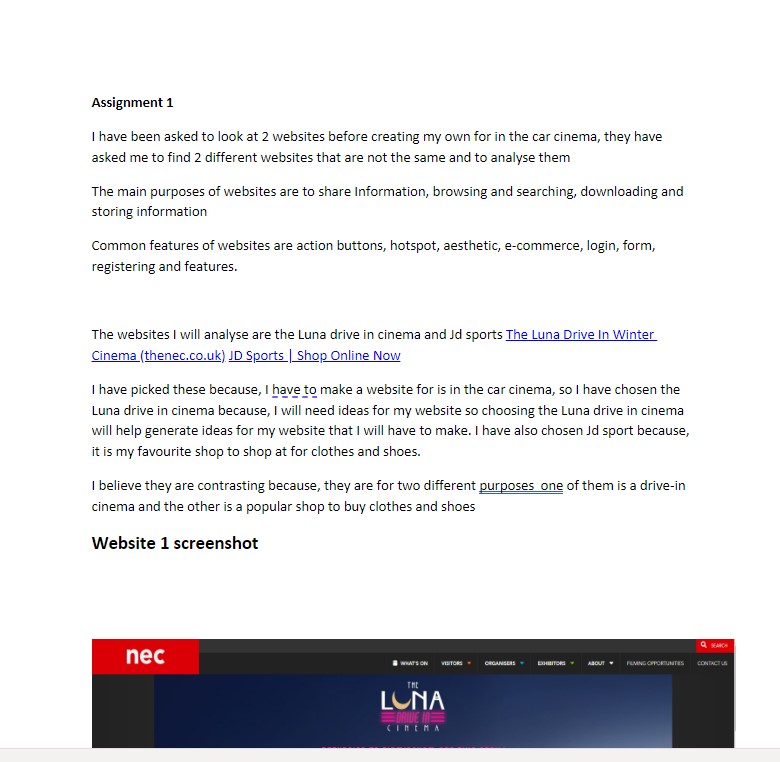 Assignment 1
I have been asked to look at 2 websites before creating my own for in the car cinema, they have
asked me to find 2 different websites that are not the same and to analyse them
The main purposes of websites are to share Information, browsing and searching, downloading and
storing information
Common features of websites are action buttons, hotspot, aesthetic, e-commerce, login, form,
registering and features.
The websites I will analyse are the Luna drive in cinema and Jd sports The Luna Drive In Winter
Cinema (thenec.co.uk) JD Sports | Shop Online Now
I have picked these because, I have to make a website for is in the car cinema, so I have chosen the
Luna drive in cinema because, I will need ideas for my website so choosing the Luna drive in cinema
will help generate ideas for my website that I will have to make. I have also chosen Jd sport because,
it is my favourite shop to shop at for clothes and shoes.
I believe they are contrasting because, they are for two different purposes one of them is a drive-in
cinema and the other is a popular shop to buy clothes and shoes
Website 1 screenshot
SEARCH
nec
WHAT'S ON VISITORS ORGANISERS EXHIBITORS ABOUT FILMING OPPORTUNITIES CONTACT US
THE
LUNA
DRIVE IN
CINEMA